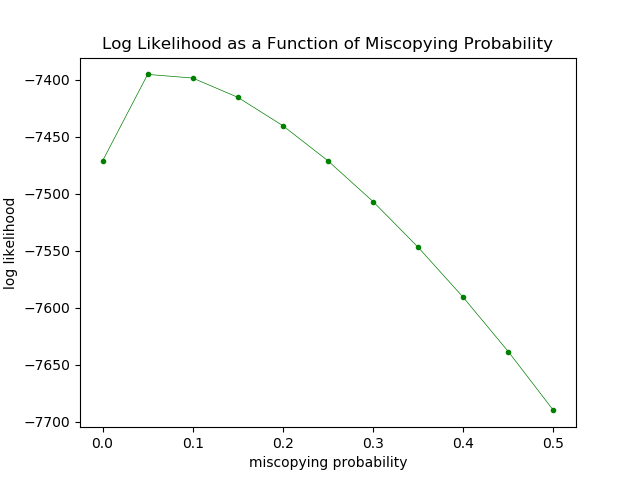 Log Likelihood as a Function of Miscopying Probability
log likelihood
−7400
−7450
−7500
−7550
−7600
−7650
−7700
0.0 0.1 0.2 0.3 0.4 0.5
miscopying probability